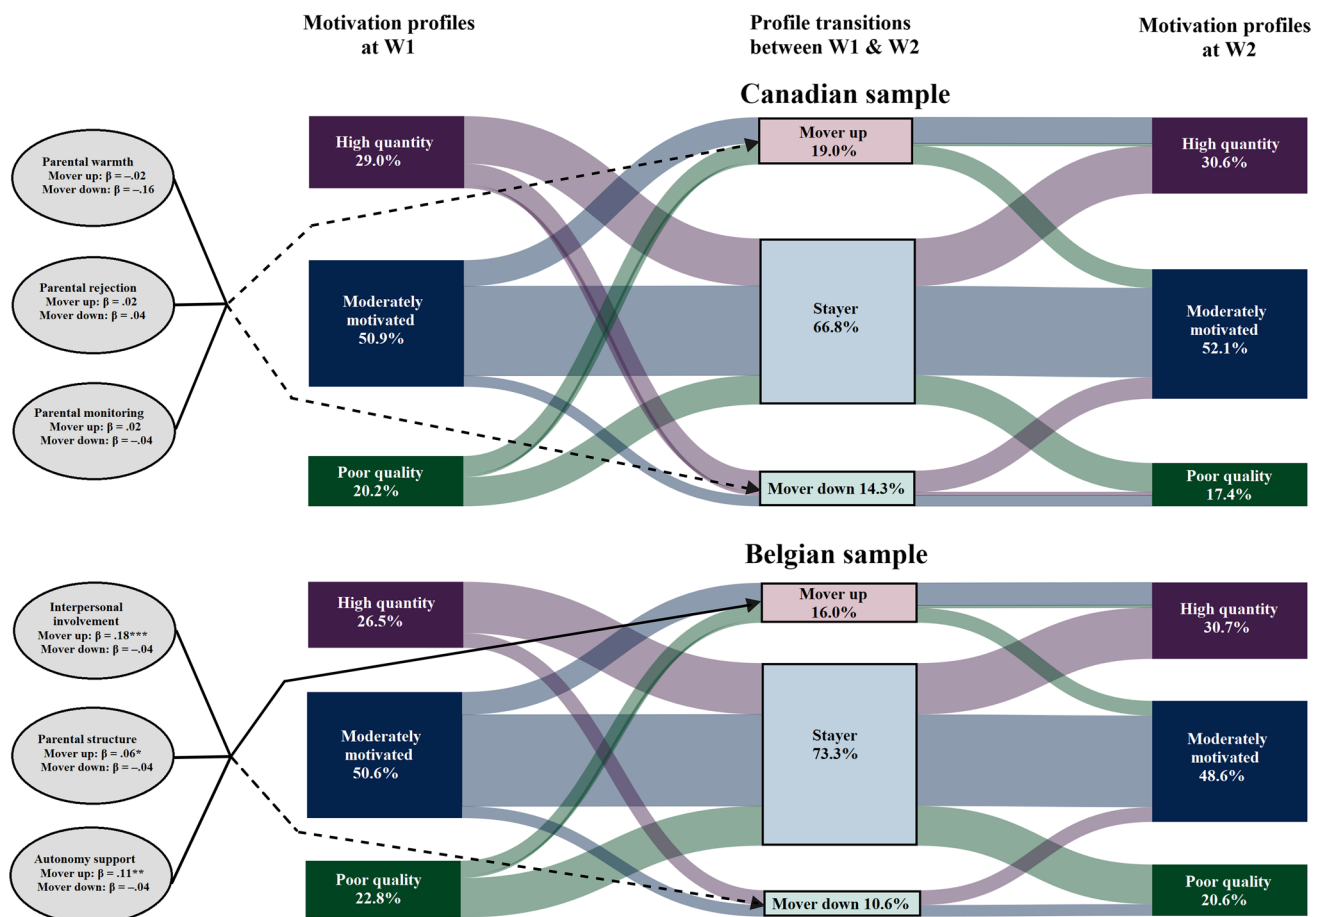 Motivation profiles
at W1
Profile transitions
between W1 & W2
Motivation profiles
at W2
Canadian sample
Parental warmth
Mover up: β = –.02
Mover down: β = –.16
Parental rejection
Mover up: β = .02
Mover down: β = .04
Parental monitoring
Mover up: β = .02
Mover down: β = –.04
High quantity
29.0%
Moderately
motivated
50.9%
Poor quality
20.2%
Mover up
19.0%
Stayer
66.8%
Mover down 14.3%
High quantity
30.6%
Moderately
motivated
52.1%
Poor quality
17.4%
Belgian sample
Interpersonal
involvement
Mover up: β = .18***
Mover down: β = –.04
Parental structure
Mover up: β = .06*
Mover down: β = –.04
Autonomy support
Mover up: β = .11**
Mover down: β = –.04
High quantity
26.5%
Moderately
motivated
50.6%
Poor quality
22.8%
Mover up
16.0%
Stayer
73.3%
Mover down 10.6%
High quantity
30.7%
Moderately
motivated
48.6%
Poor quality
20.6%